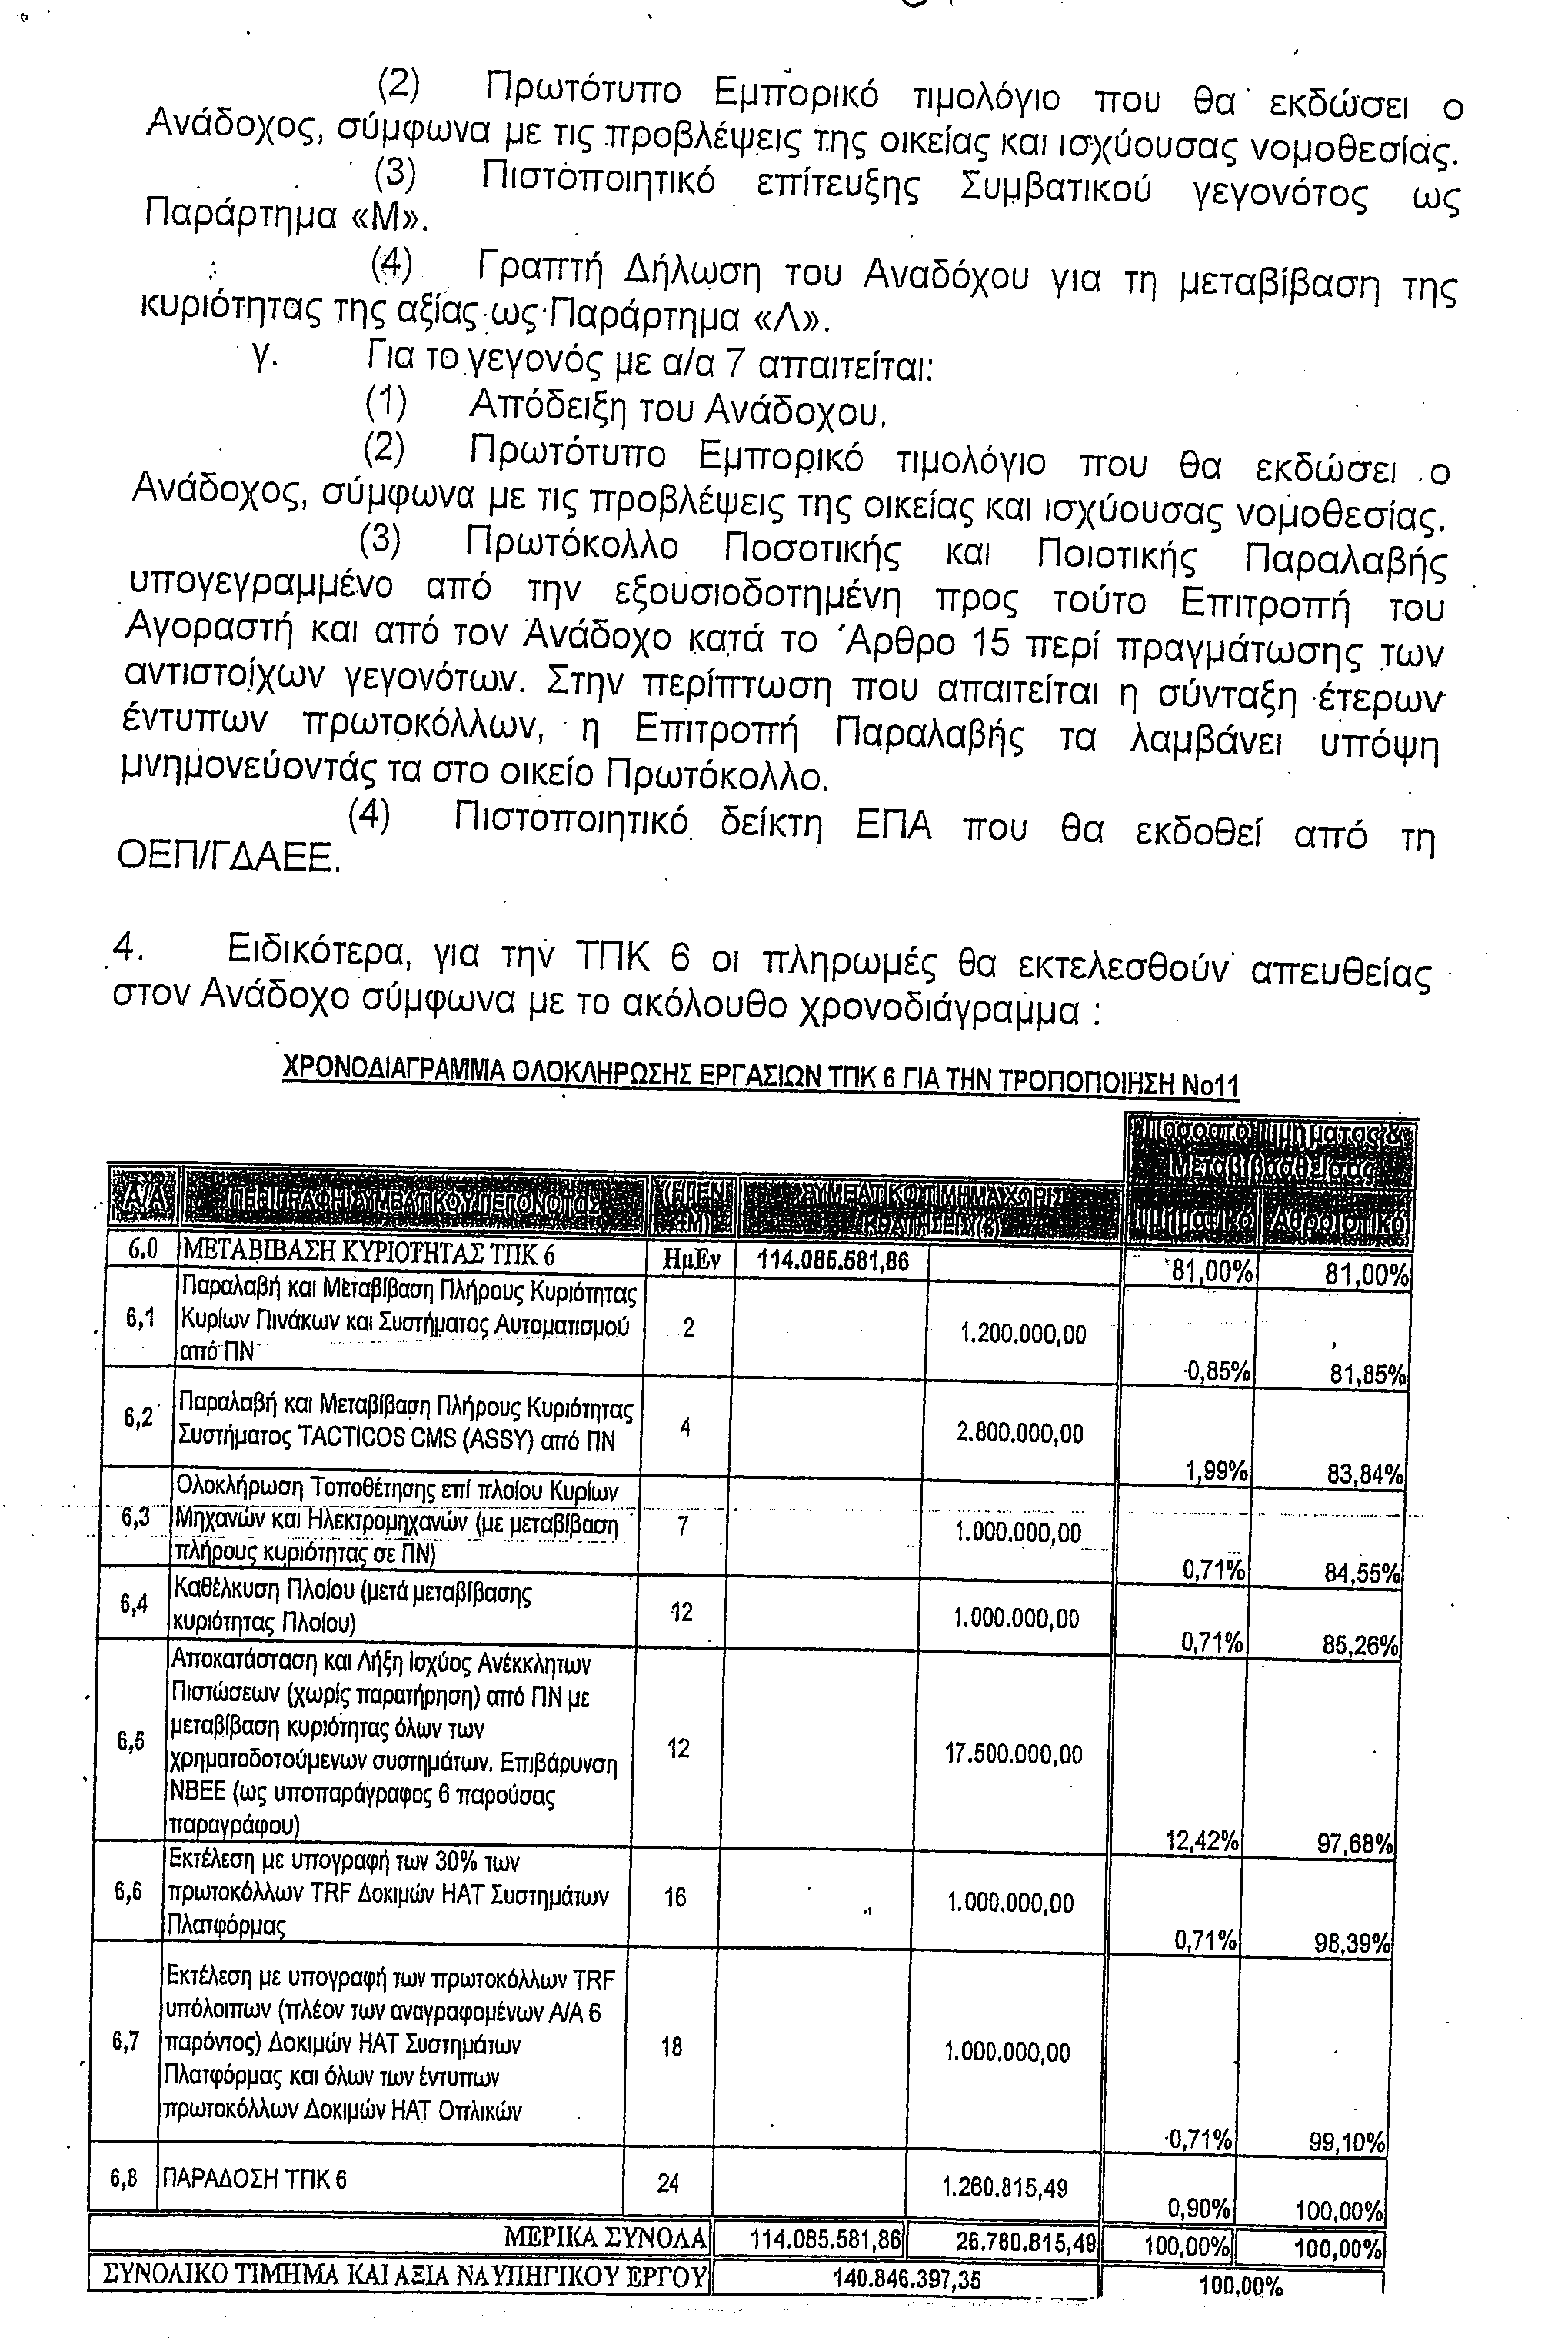 (2) Πρωτότυπο Εμπορικό τιμολόγιο που θα εκδώσει ο
Ανάδοχος, σύμφωνα με τις προβλέψεις της οικείας και ισχύουσας νομοθεσίας.
(3) Πιστοποιητικό επίτευξης Συμβατικού γεγονότος ως
Παράρτημα «Μ».
(4) Γραπτή Δήλωση του Αναδόχου για τη μεταβίβαση της
κυριότητας της αξίας ως Παράρτημα «Λ».
γ. Για το γεγονός με α/α 7 απαιτείται:
(1) Απόδειξη του Ανάδοχου.
(2) Πρωτότυπο Εμπορικό τιμολόγιο που θα εκδώσει ο
Ανάδοχος, σύμφωνα με τις προβλέψεις της οικείας και ισχύουσας νομοθεσίας.
(3) Πρωτόκολλο Ποσοτικής και Ποιοτικής Παραλαβής
υπογεγραμμένο από την εξουσιοδοτημένη προς τούτο Επιτροπή του
Αγοραστή και από τον Ανάδοχο κατά το Άρθρο 15 περί πραγμάτωσης των
αντιστοίχων γεγονότων. Στην περίπτωση που απαιτείται η σύνταξη έτερων
έντυπων πρωτοκόλλων, η Επιτροπή Παραλαβής τα λαμβάνει υπόψη
μνημονεύοντάς τα στο οικείο Πρωτόκολλο.
(4) Πιστοποιητικό δείκτη ΕΠΑ που θα εκδοθεί από τη
ΟΕΠ/ΓΔΑΕΕ.
4. Ειδικότερα, για την ΤΠΚ 6 οι πληρωμές θα εκτελεσθούν απευθείας
στον Ανάδοχο σύμφωνα με το ακόλουθο χρονοδιάγραμμα :
ΧΡΟΝΟΔΙΑΓΡΑΜΜΑ ΟΛΟΚΛΗΡΩΣΗΣ ΕΡΓΑΣΙΩΝ ΤΠΚ 6 ΓΙΑ ΤΗΝ ΤΡΟΠΟΠΟΙΗΣΗ Νο11
Ποσοστό Τιμήματος &
Μεταβιβασθείσας
Α/Α ΠΕΡΙΓΡΑΦΗ ΣΥΜΒΑΤΙΚΟΥ ΓΕΓΟΝΟΤΟΣ (ΗΜΕΝ ΣΥΜΒΑΤΙΚΟ ΤΙΜΗΜΑ ΧΩΡΙΣ
ΚΡΑΤΗΣΕΙΣ Τμηματικό Αθροιστικό
6.0 ΜΕΤΑΒΙΒΑΣΗ ΚΥΡΙΟΤΗΤΑΣ ΤΠΚ 6 ΗμΕν 114.085.581,86 81,00% 81,00%
Παραλαβή και Μεταβίβαση Πλήρους Κυριότητας
6,1 Κυρίων Πινάκων και Συστήματος Αυτοματισμού 2 1.200.000,00
από ΠΝ 0,85% 81,85%
Παραλαβή και Μεταβίβαση Πλήρους Κυριότητας
6,2 Συστήματος TACTICOS CMS (ASSY) από ΠΝ 4 2.800.000,00
1,99% 83,84%
Ολοκλήρωση Τοποθέτησης επί πλοίου Κυρίων
6,3 Μηχανών και Ηλεκτρομηχανών (με μεταβίβαση 7 1.000.000,00
πλήρους κυριότητας σε ΠΝ) 0,71% 84,55%
Καθέλκυση Πλοίου (μετά μεταβίβασης
6,4 κυριότητας Πλοίου) 12 1.000.000,00
0,71% 85,26%
Αποκατάσταση και Λήξη Ισχύος Ανέκκλητων
Πιστώσεων (χωρίς παρατήρηση) από ΠΝ με
μεταβίβαση κυριότητας όλων των
6,5 χρηματοδοτούμενων συστημάτων. Επιβάρυνση 12 17.500.000,00
ΝΒΕΕ (ως υποπαράγραφος 6 παρούσας
παραγράφου) 12,42% 97,68%
Εκτέλεση με υπογραφή των 30% των
6,6 πρωτοκόλλων TRF Δοκιμών HAT Συστημάτων 16 1.000.000,00
Πλατφόρμας 0,71% 98,39%
Εκτέλεση με υπογραφή των πρωτοκόλλων TRF
υπόλοιπων (πλέον των αναγραφομένων Α/Α 6
6,7 παρόντος) Δοκιμών HAT Συστημάτων 18 1.000.000,00
Πλατφόρμας και όλων των έντυπων
πρωτοκόλλων Δοκιμών HAT Οπλικών
0,71% 99,10%
6,8 ΠΑΡΑΔΟΣΗ ΤΠΚ 6 24 1.260.815,49
0,90% 100,00%
ΜΕΡΙΚΑ ΣΥΝΟΛΑ 114.085.581,86 26.760.815,49 100,00% 100,00%
ΣΥΝΟΛΙΚΟ ΤΙΜΗΜΑ ΚΑΙ ΑΞΙΑ ΝΑΥΠΗΓΙΚΟΥ ΕΡΓΟΥ 140.846.397,35 100,00%